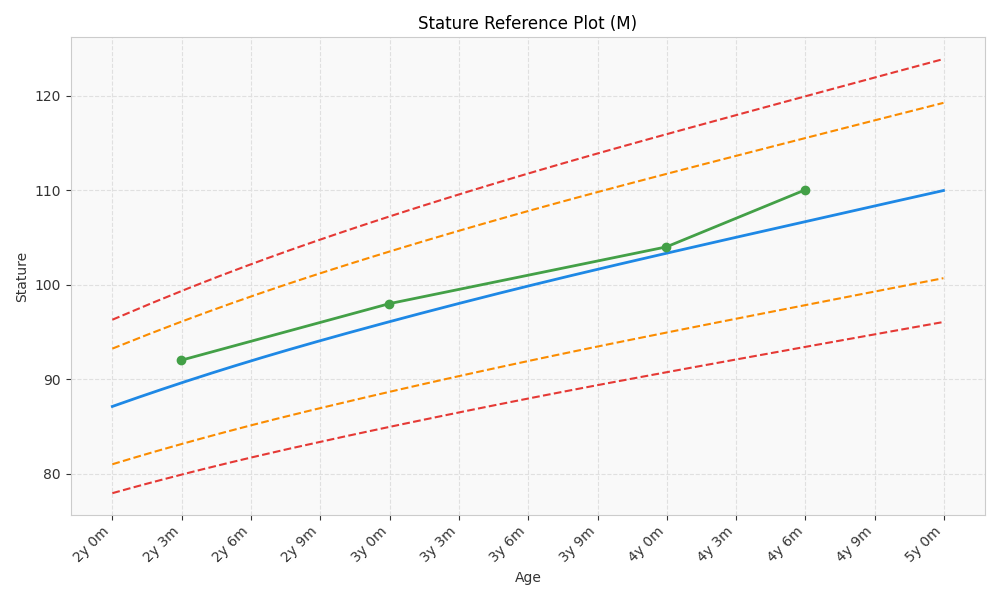 Stature Reference Plot (M)
Stature
120
110
100
90
80
2y 0m
2y 3m
2y 6m
2y 9m
3y 0m
3y 3m
3y 6m
3y 9m
4y 0m
4y 3m
4y 6m
4y 9m
5y 0m
Age